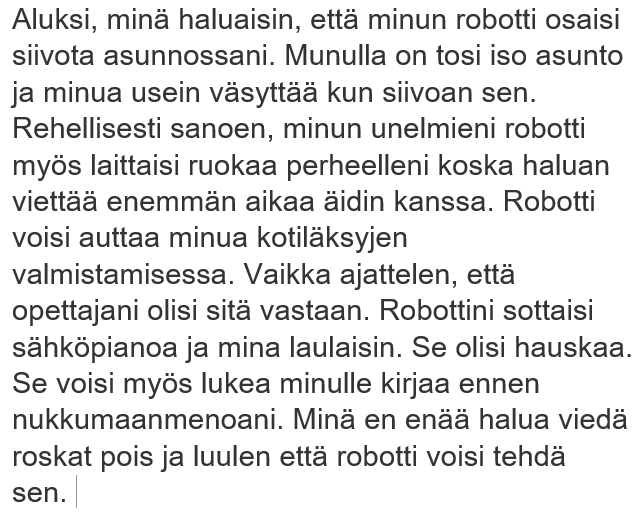 Aluksi, minä haluaisin, että minun robotti osaisi
siivota asunnossani. Munulla on tosi iso asunto
ja minua usein väsyttää kun siivoan sen.
Rehellisesti sanoen, minun unelmieni robotti
myös laittaisi ruokaa perheelleni koska haluan
viettää enemmän aikaa äidin kanssa. Robotti
voisi auttaa minua kotiläksyjen
valmistamisessa. Vaikka ajattelen, että
opettajani olisi sitä vastaan. Robottini sottaisi
sähköpianoa ja mina laulaisin. Se olisi hauskaa.
Se voisi myös lukea minulle kirjaa ennen
nukkumaanmenoani. Minä en enää halua viedä
roskat pois ja luulen että robotti voisi tehdä
sen.